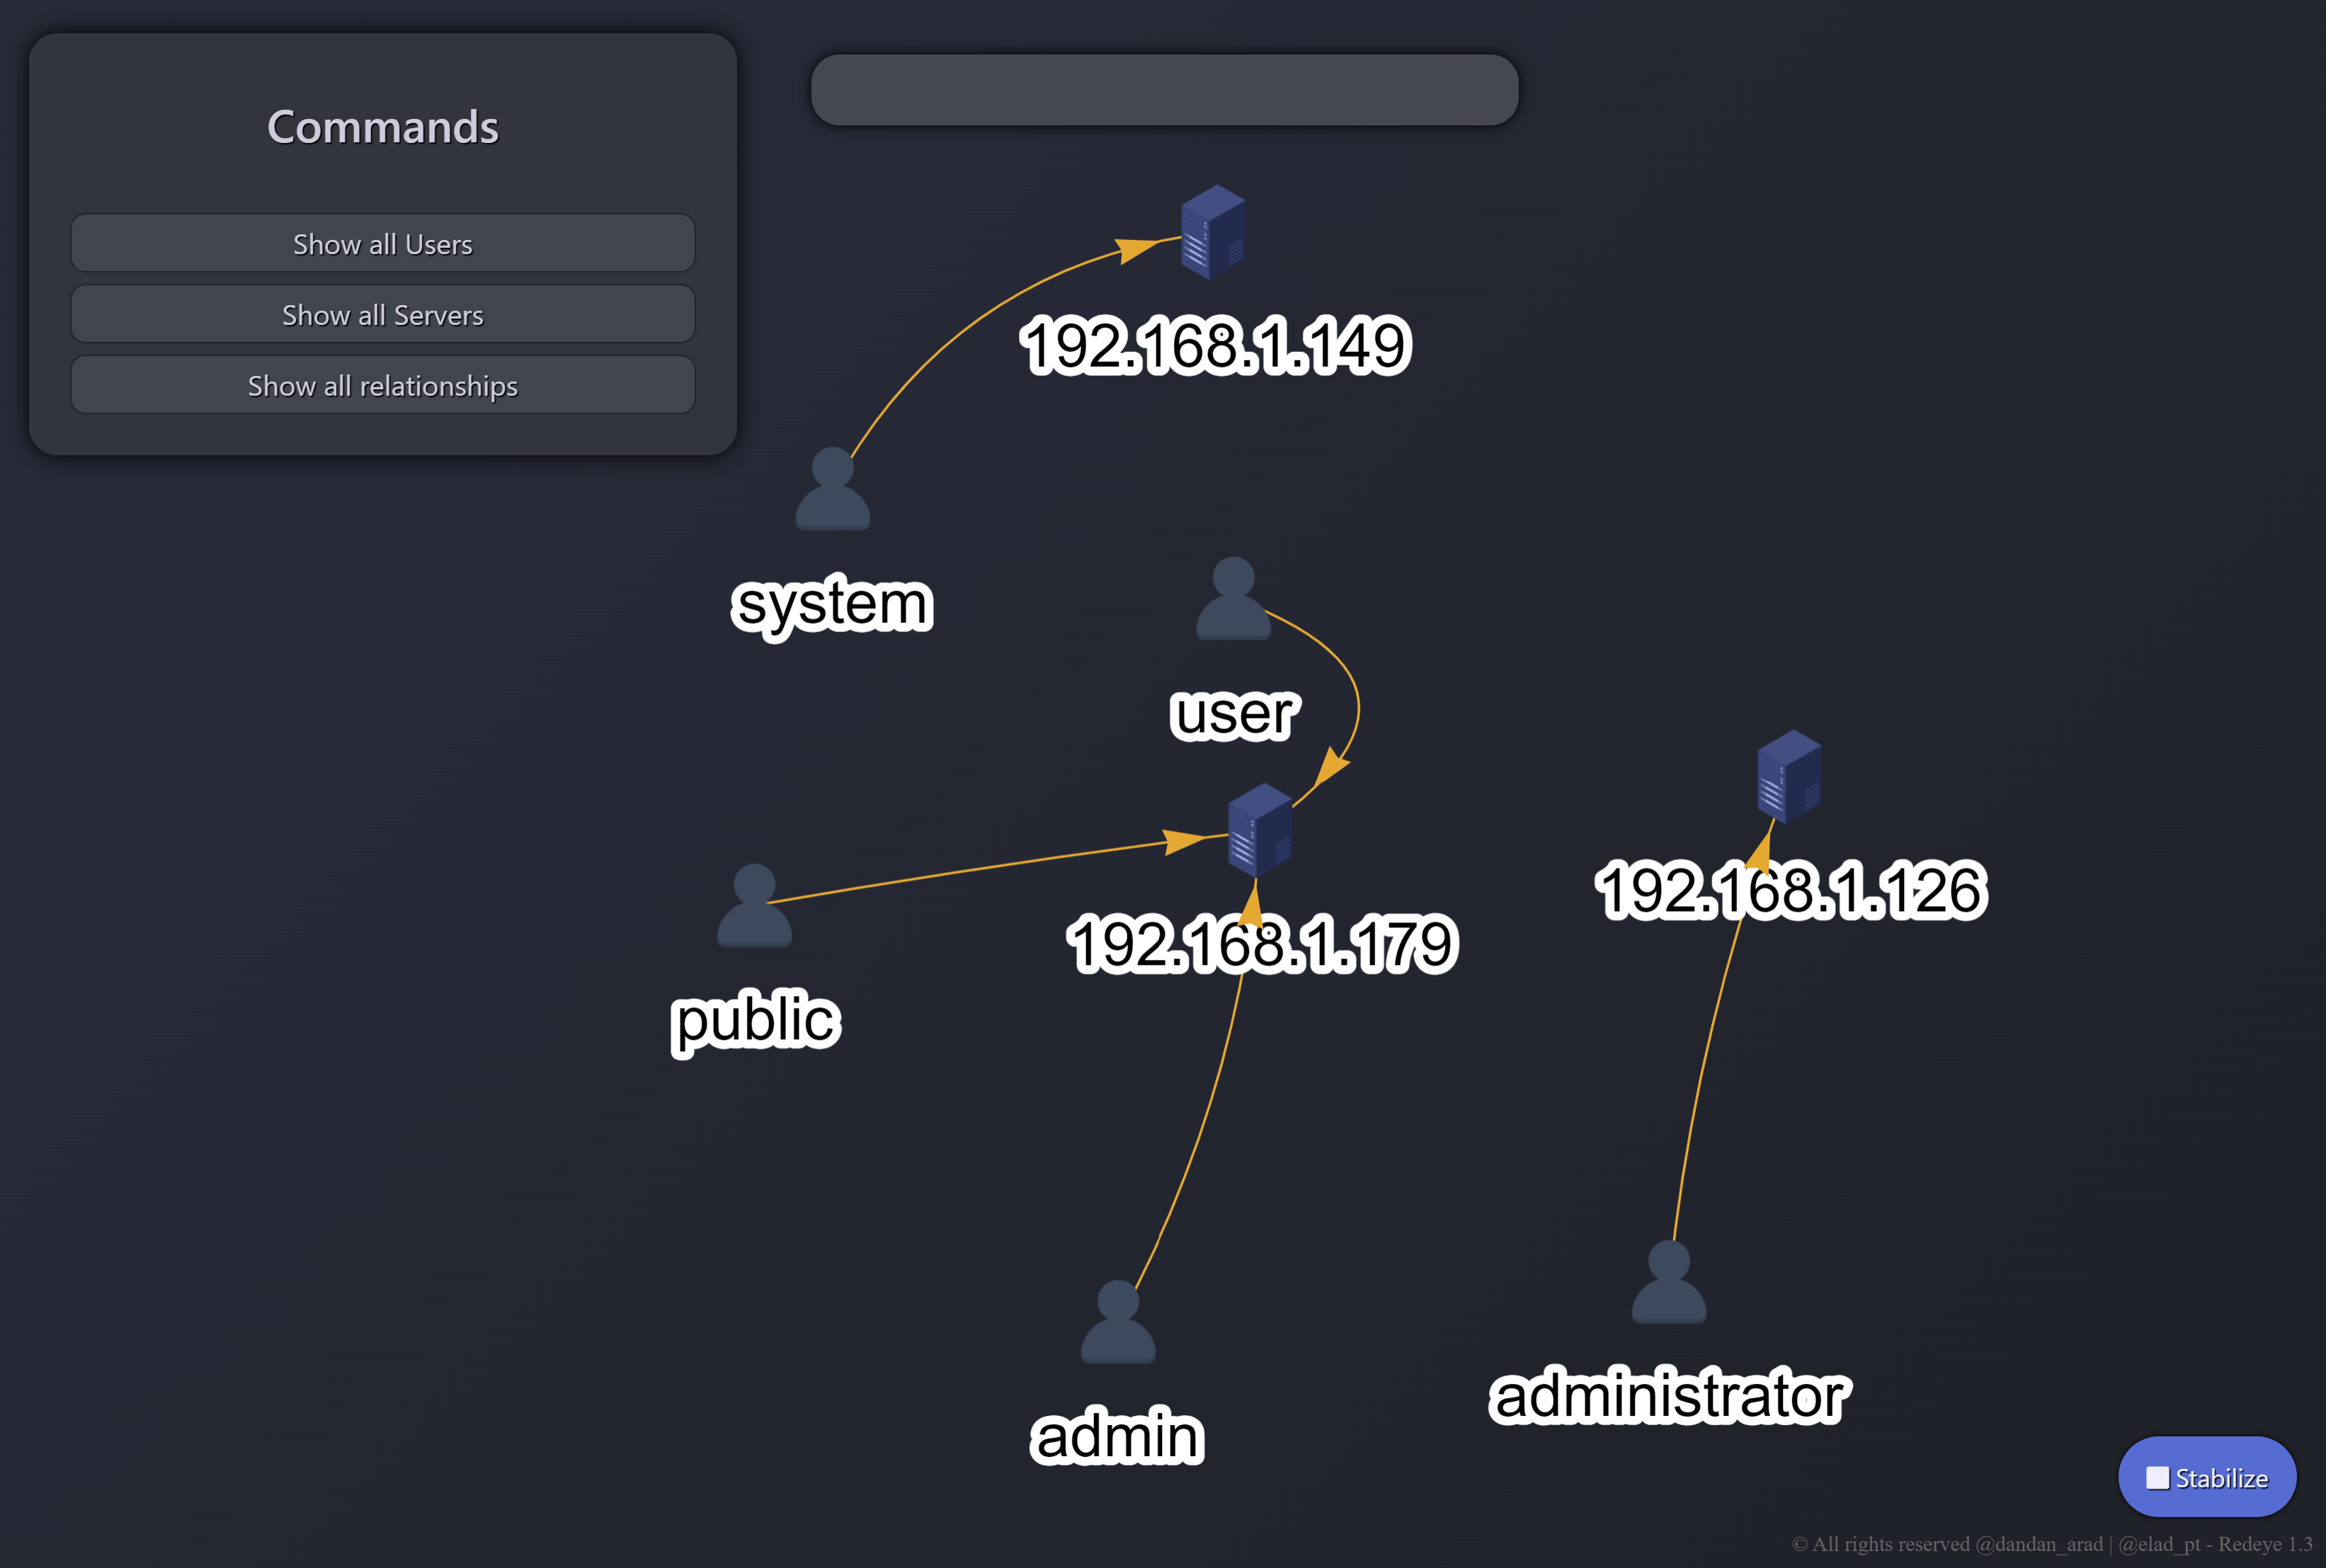 Commands
Show all Users
Show all Servers
Show all relationships
192.168.1.149
system
user
192.168.1.179
192.168.1.126
public
admin
administrator
Stabilize
© All rights reserved @dandan_arad | @elad_pt - Redeye 1.3